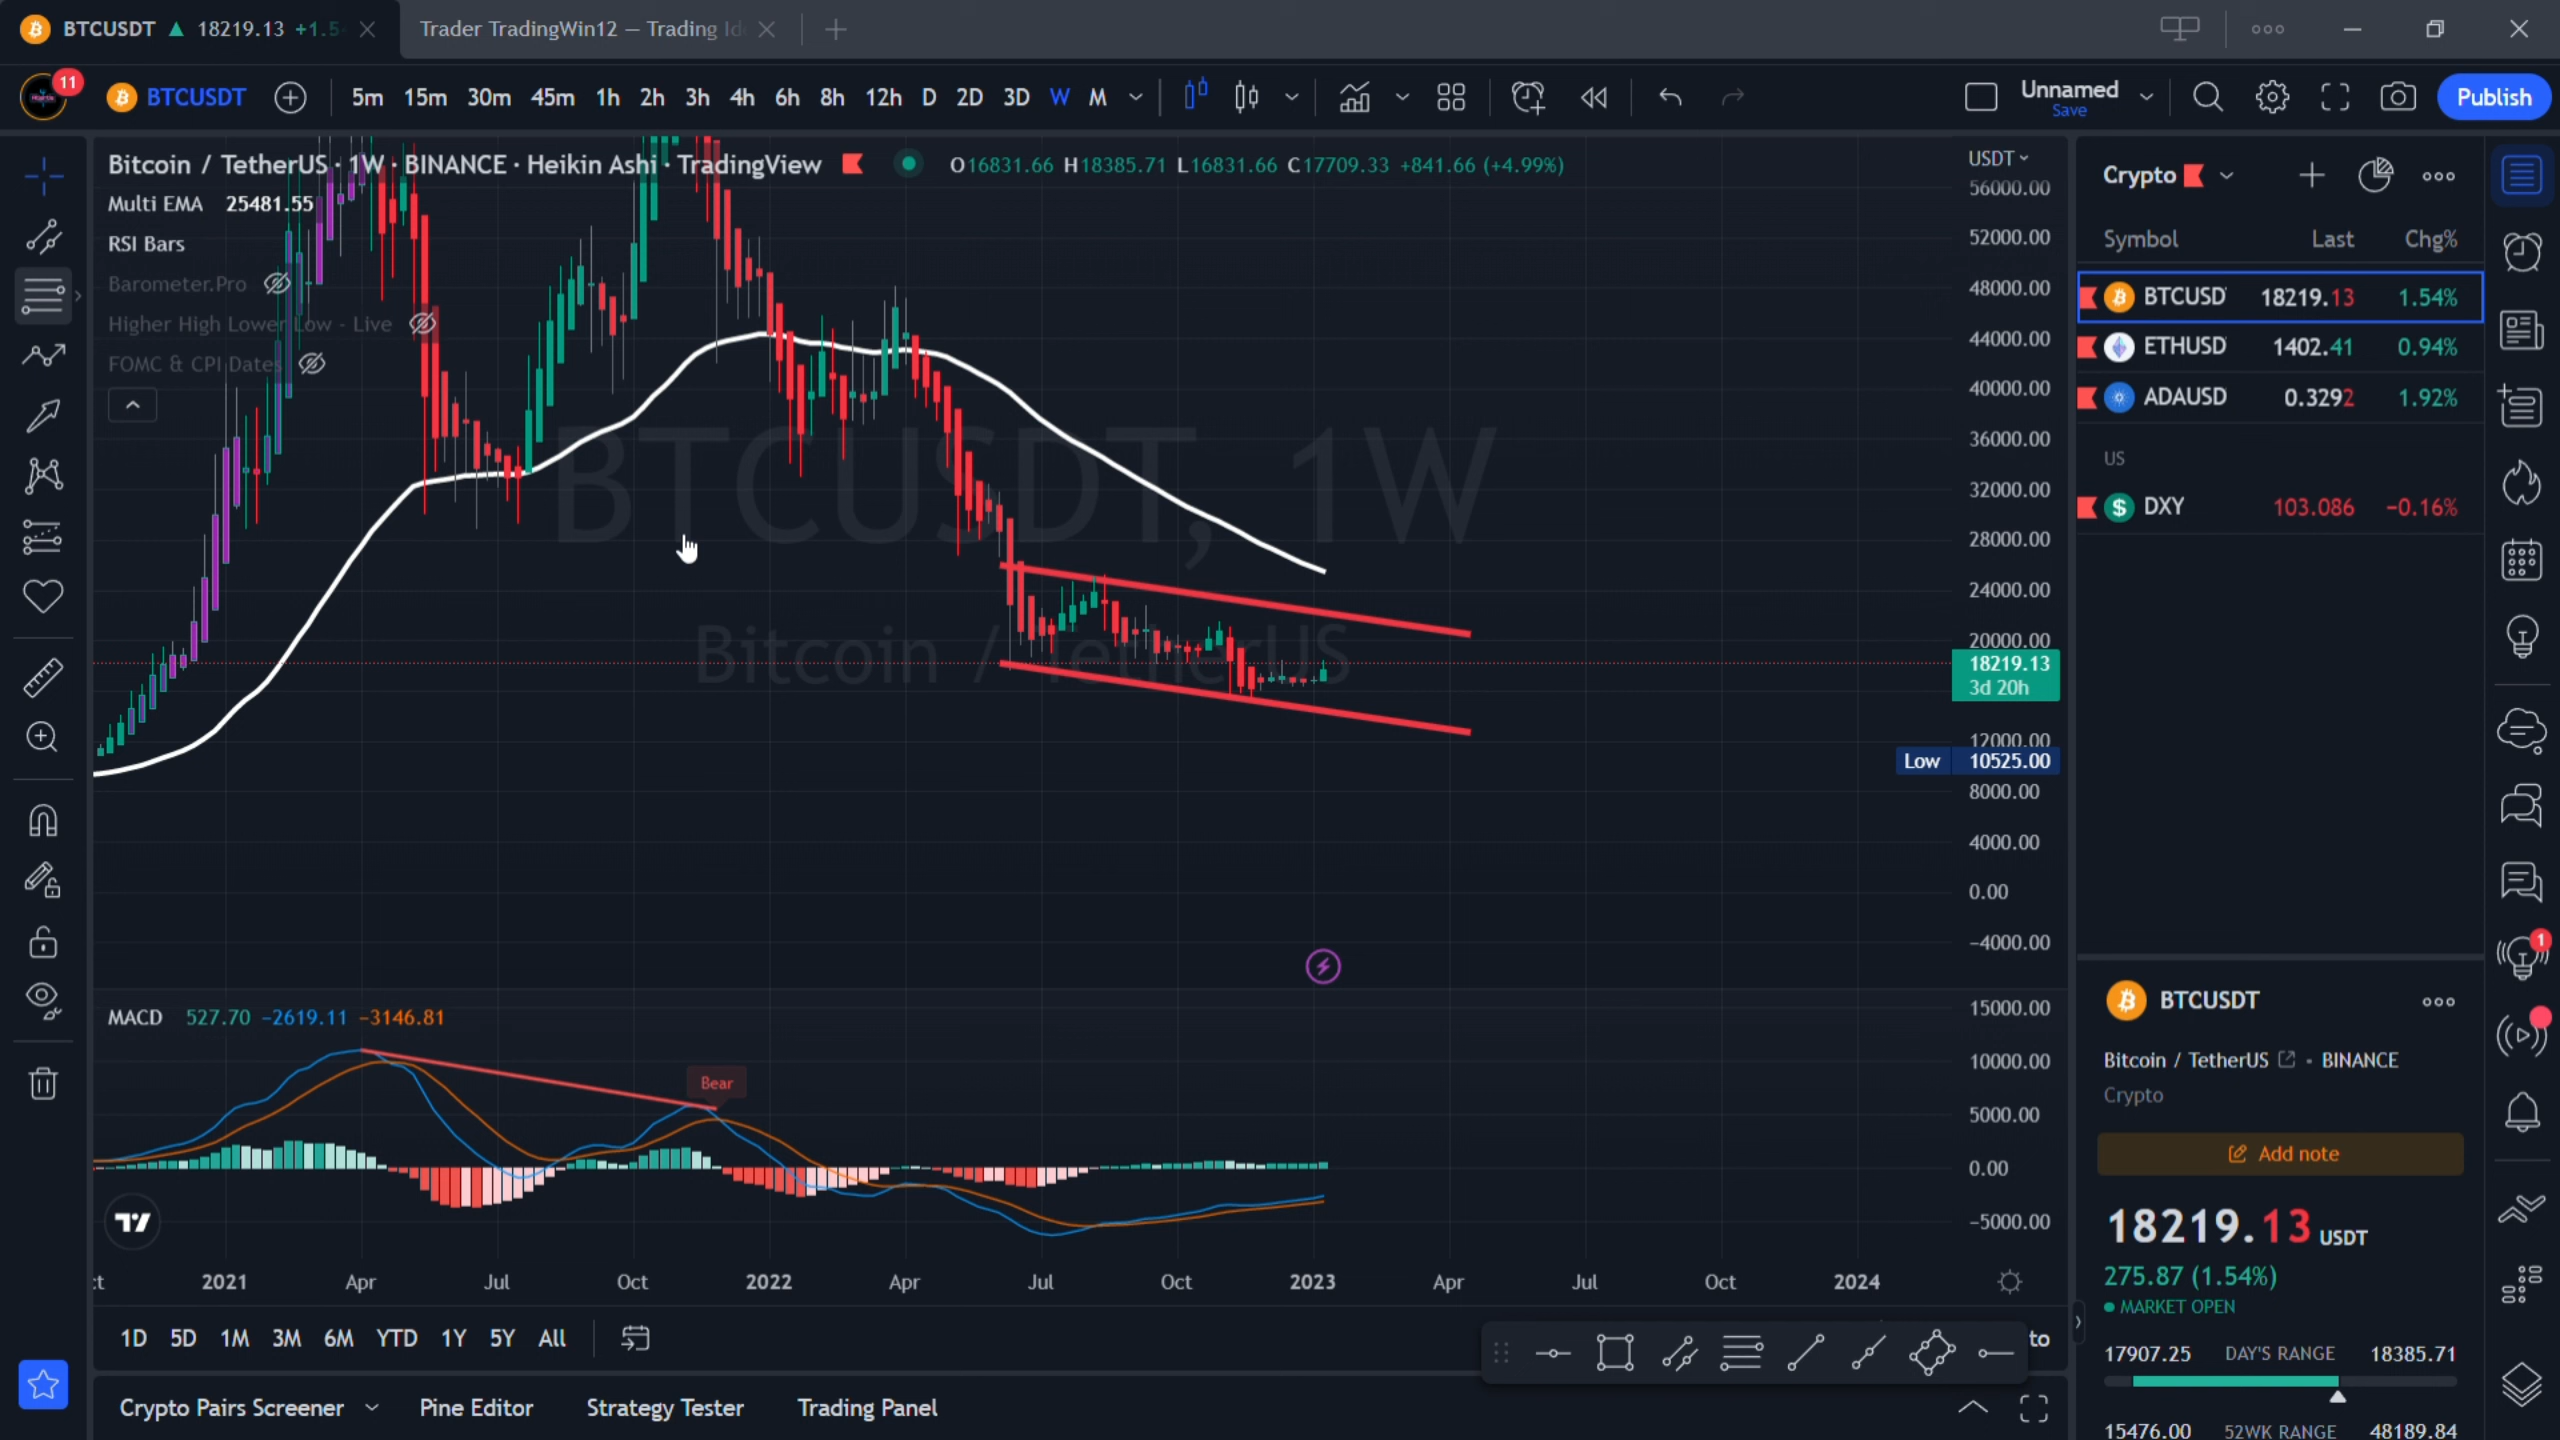 BTCUSDT ▲ 18219.13 +1.5
Trader TradingWin12 — Trading Id
11
BTCUSDT
5m 15m 30m 45m 1h 2h 3h 4h 6h 8h 12h D 2D 3D W M
Unnamed
Save
Publish
Bitcoin / TetherUS · 1W · BINANCE · Heikin Ashi · TradingView
O16831.66 H18385.71 L16831.66 C17709.33 +841.66 (+4.99%)
Multi EMA 25481.55
RSI Bars
Barometer.Pro
Higher High Lower Low - Live
FOMC & CPI Dates
BTCUSDT, 1W
Bitcoin / TetherUS
USDT
56000.00
52000.00
48000.00
44000.00
40000.00
36000.00
32000.00
28000.00
24000.00
20000.00
18219.13
3d 20h
12000.00
Low 10525.00
8000.00
4000.00
0.00
−4000.00
MACD 527.70 −2619.11 −3146.81
Bear
15000.00
10000.00
5000.00
0.00
−5000.00
ct 2021 Apr Jul Oct 2022 Apr Jul Oct 2023 Apr Jul Oct 2024
1D 5D 1M 3M 6M YTD 1Y 5Y All
to
Crypto Pairs Screener Pine Editor Strategy Tester Trading Panel
Crypto
Symbol Last Chg%
BTCUSD 18219.13 1.54%
ETHUSD 1402.41 0.94%
ADAUSD 0.3292 1.92%
US
$ DXY 103.086 −0.16%
BTCUSDT
Bitcoin / TetherUS • BINANCE
Crypto
Add note
18219.13 USDT
275.87 (1.54%)
MARKET OPEN
17907.25 DAY'S RANGE 18385.71
15476.00 52WK RANGE 48189.84
1